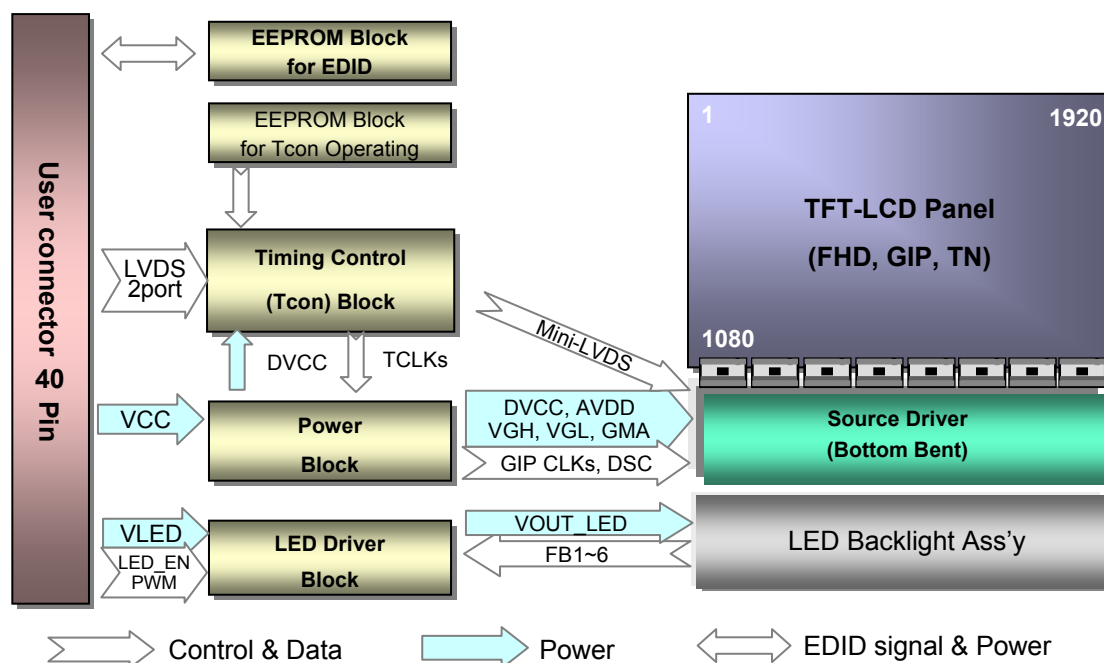 User connector 40 Pin
EEPROM Block
for EDID
EEPROM Block
for Tcon Operating
LVDS
2port
Timing Control
(Tcon) Block
DVCC
TCLKs
Mini-LVDS
VCC
Power
Block
DVCC, AVDD
VGH, VGL, GMA
GIP CLKs, DSC
VLED
LED_EN
PWM
LED Driver
Block
VOUT_LED
FB1~6
1
1920
TFT-LCD Panel
(FHD, GIP, TN)
1080
Source Driver
(Bottom Bent)
LED Backlight Ass'y
Control & Data
Power
EDID signal & Power